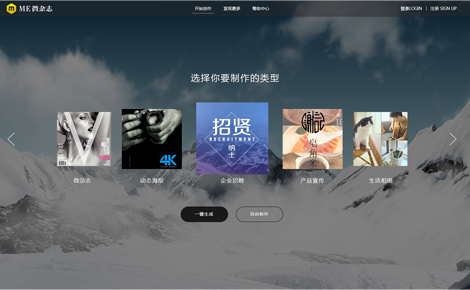 ME 微杂志
开始创作 发现更多 帮助中心
登录LOGIN | 注册 SIGN UP
选择你要制作的类型
V
4K
招贤
RECRUITMENT
纳士
微杂志 动态海报 企业招聘 产品宣传 生活相册
一键生成 自由创作